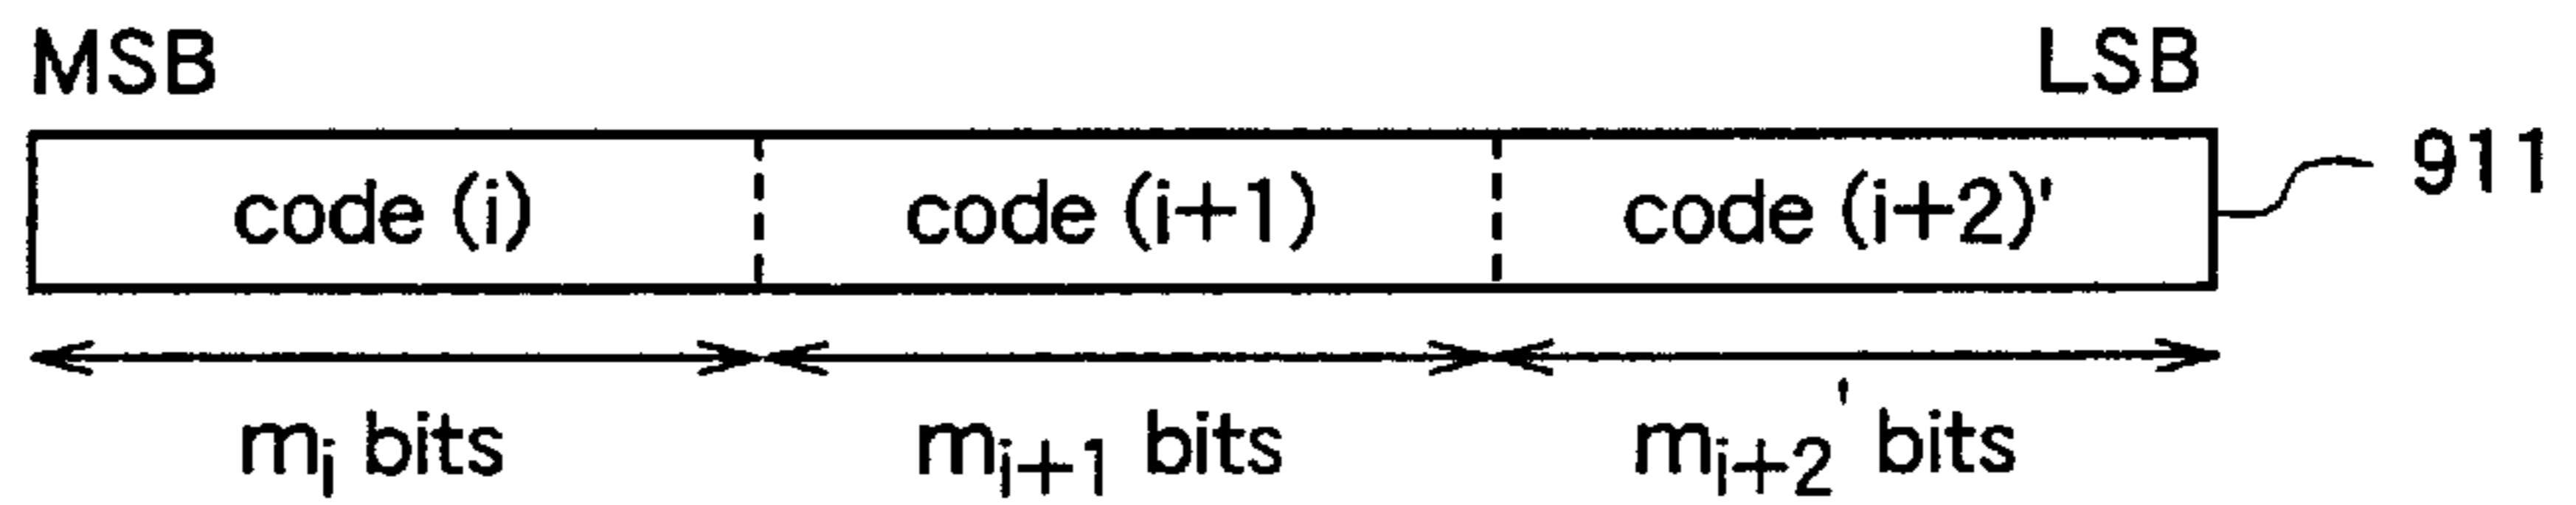 MSB LSB
code (i) code (i+1) code (i+2)' 911
mᵢ bits mᵢ₊₁ bits mᵢ₊₂' bits